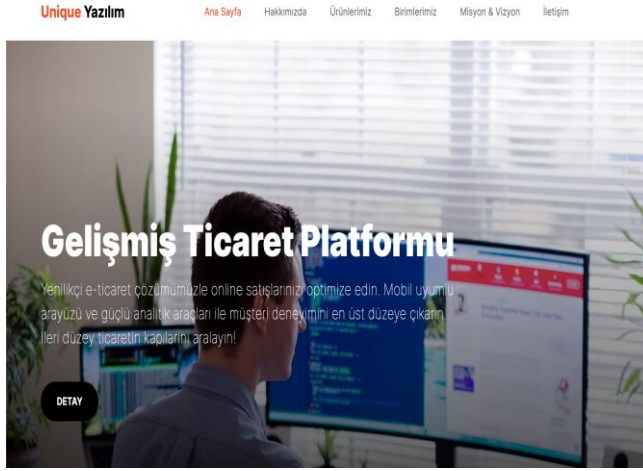 Unique Yazılım
Ana Sayfa Hakkımızda Ürünlerimiz Birimlerimiz Misyon & Vizyon İletişim
Gelişmiş Ticaret Platformu
Yenilikçi e-ticaret çözümümüzle online satışlarınızı optimize edin. Mobil uyumlu
arayüzü ve güçlü analitik araçları ile müşteri deneyimini en üst düzeye çıkarın.
İleri düzey ticaretin kapılarını aralayın!
DETAY